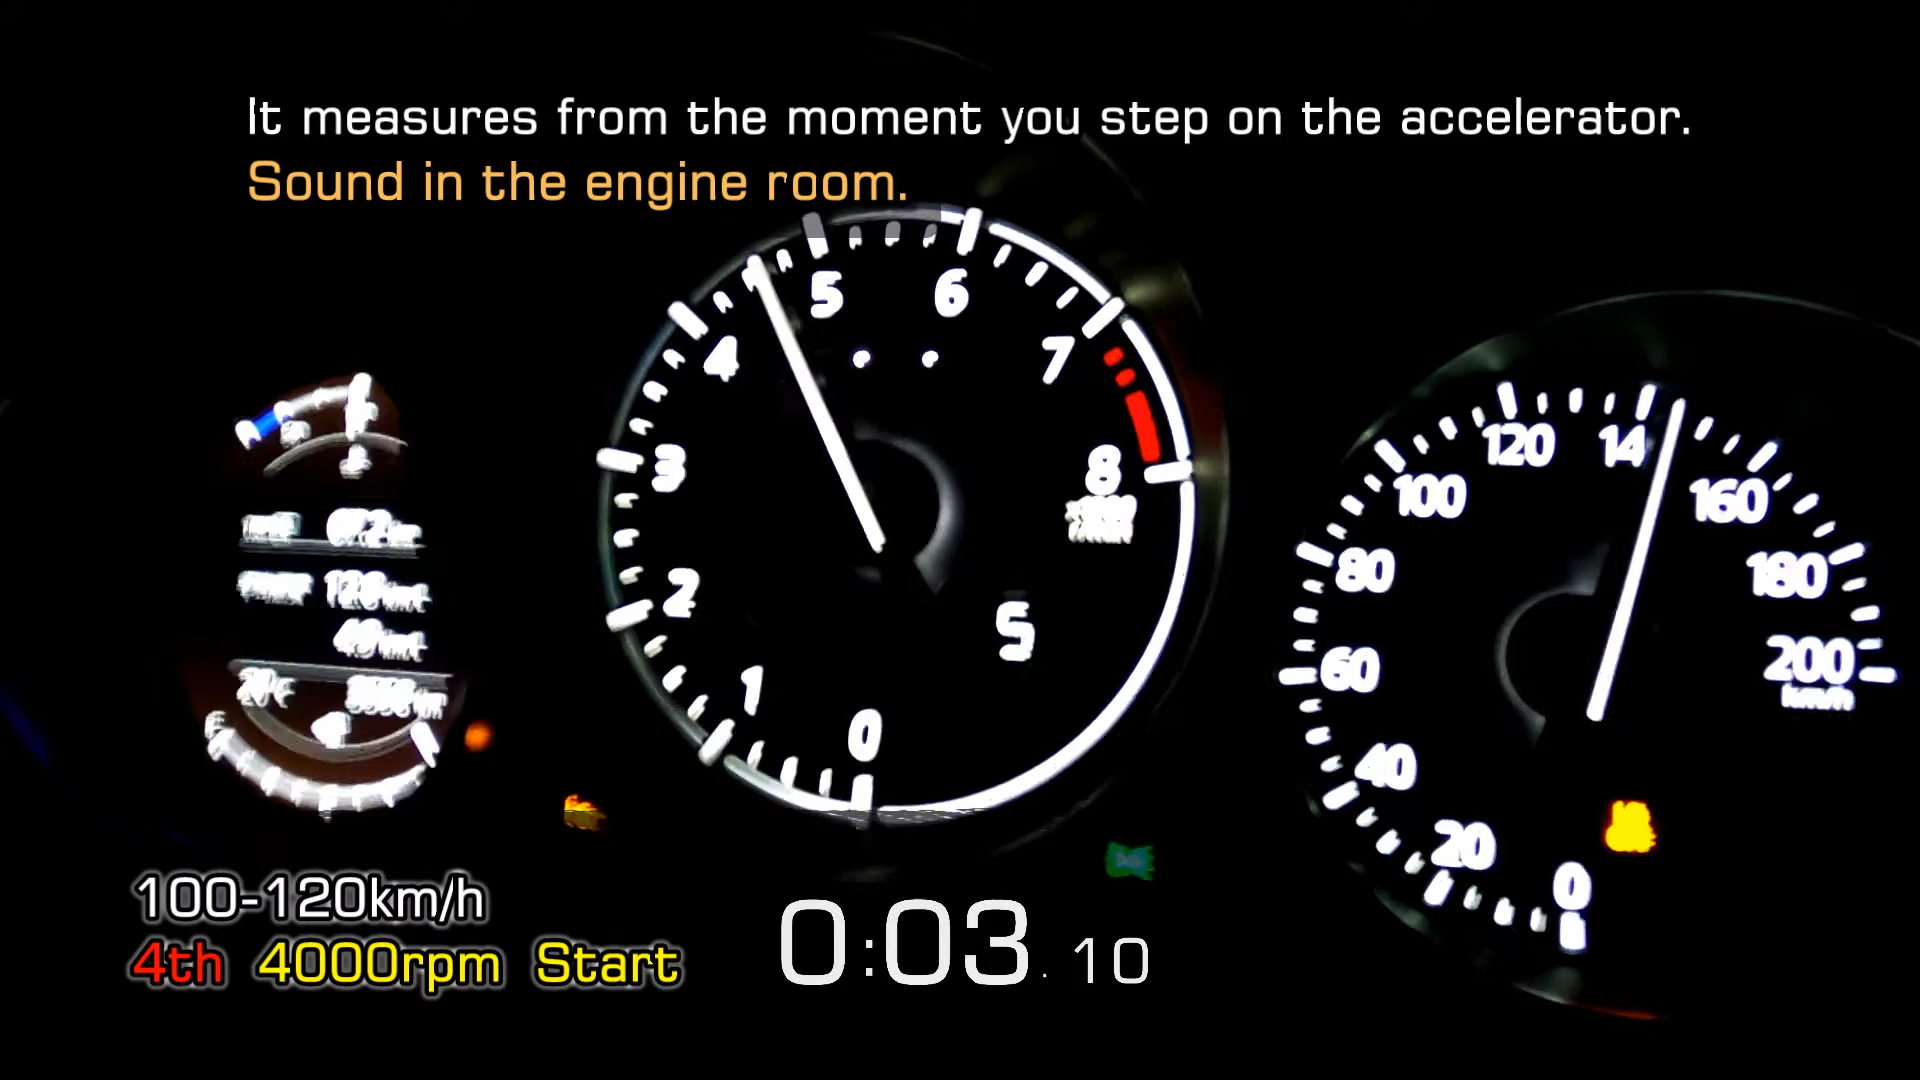 It measures from the moment you step on the accelerator.
Sound in the engine room.
5 6
4 7
3 8
2
1
0
S
120 14 160
100
80 180
60 200
km/h
40
20
0
100-120km/h
4th 4000rpm Start
0:03.10